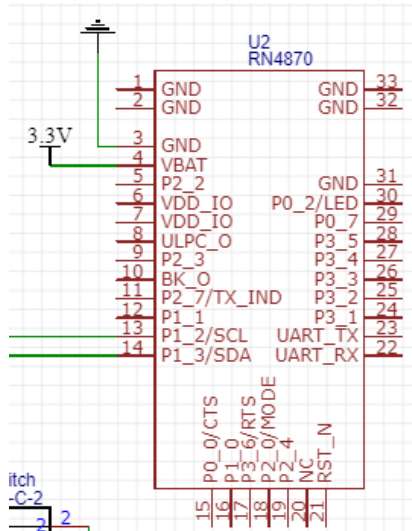 U2
RN4870
1 GND GND 33
2 GND GND 32
3.3V
3 GND
4 VBAT
5 P2_2 GND 31
6 VDD_IO P0_2/LED 30
7 VDD_IO P0_7 29
8 ULPC_O P3_5 28
9 P2_3 P3_4 27
10 BK_O P3_3 26
11 P2_7/TX_IND P3_2 25
12 P1_1 P3_1 24
13 P1_2/SCL UART_TX 23
14 P1_3/SDA UART_RX 22
15 P0_0/CTS
16 P1_0
17 P3_6/RTS
18 P2_0/MODE
19 P2_4
20 NC
21 RST_N
itch
-C-2
2 2